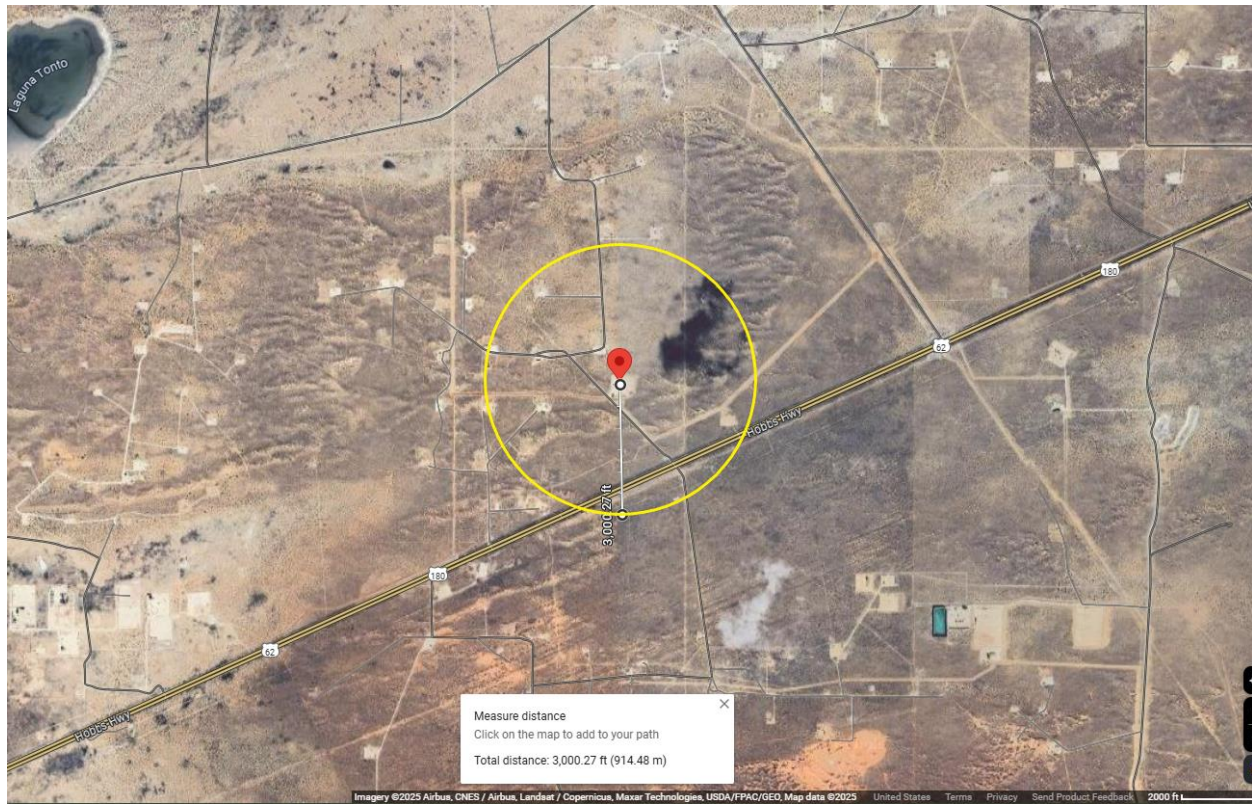 Laguna Tonto
180
62
Hobbs Hwy
3,000.27 ft
180
62
Hobbs Hwy
Measure distance
Click on the map to add to your path
Total distance: 3,000.27 ft (914.48 m)
Imagery ©2025 Airbus, CNES / Airbus, Landsat / Copernicus, Maxar Technologies, USDA/FPAC/GEO, Map data ©2025 United States Terms Privacy Send Product Feedback 2000 ft